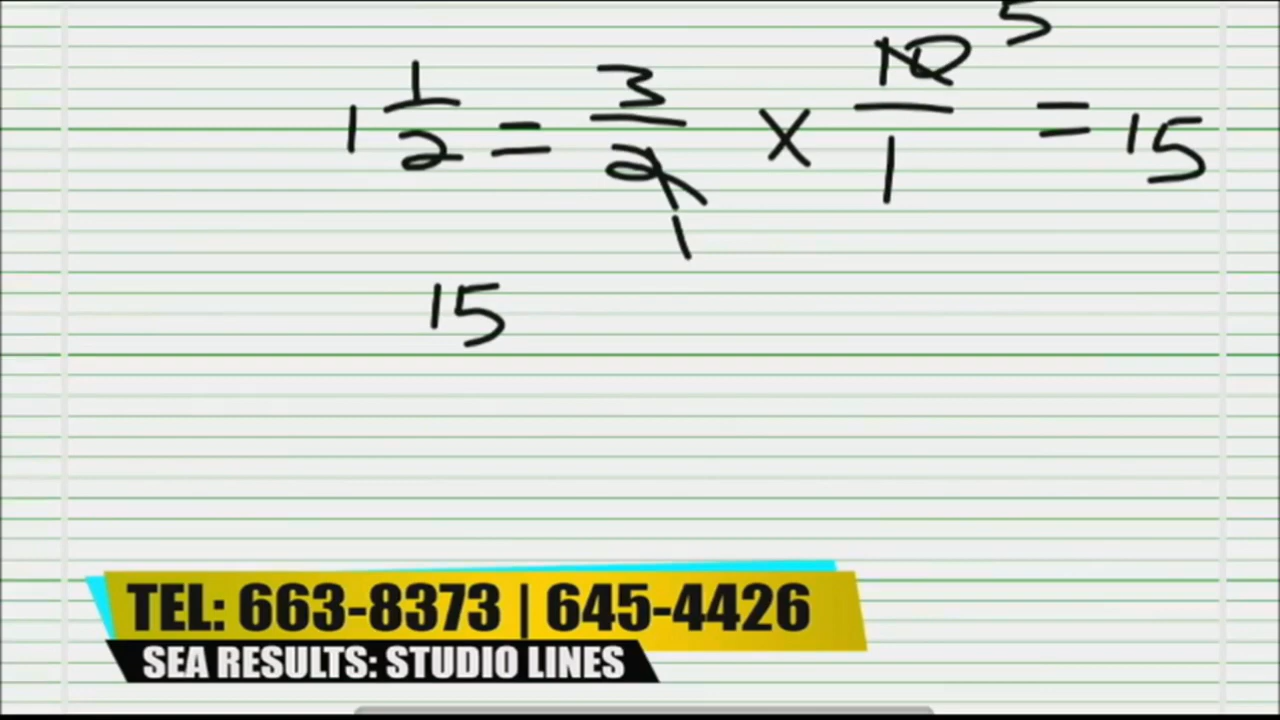 5
1 1/2 = 3/2 1 × 10/1 = 15
15
TEL: 663-8373 | 645-4426
SEA RESULTS: STUDIO LINES